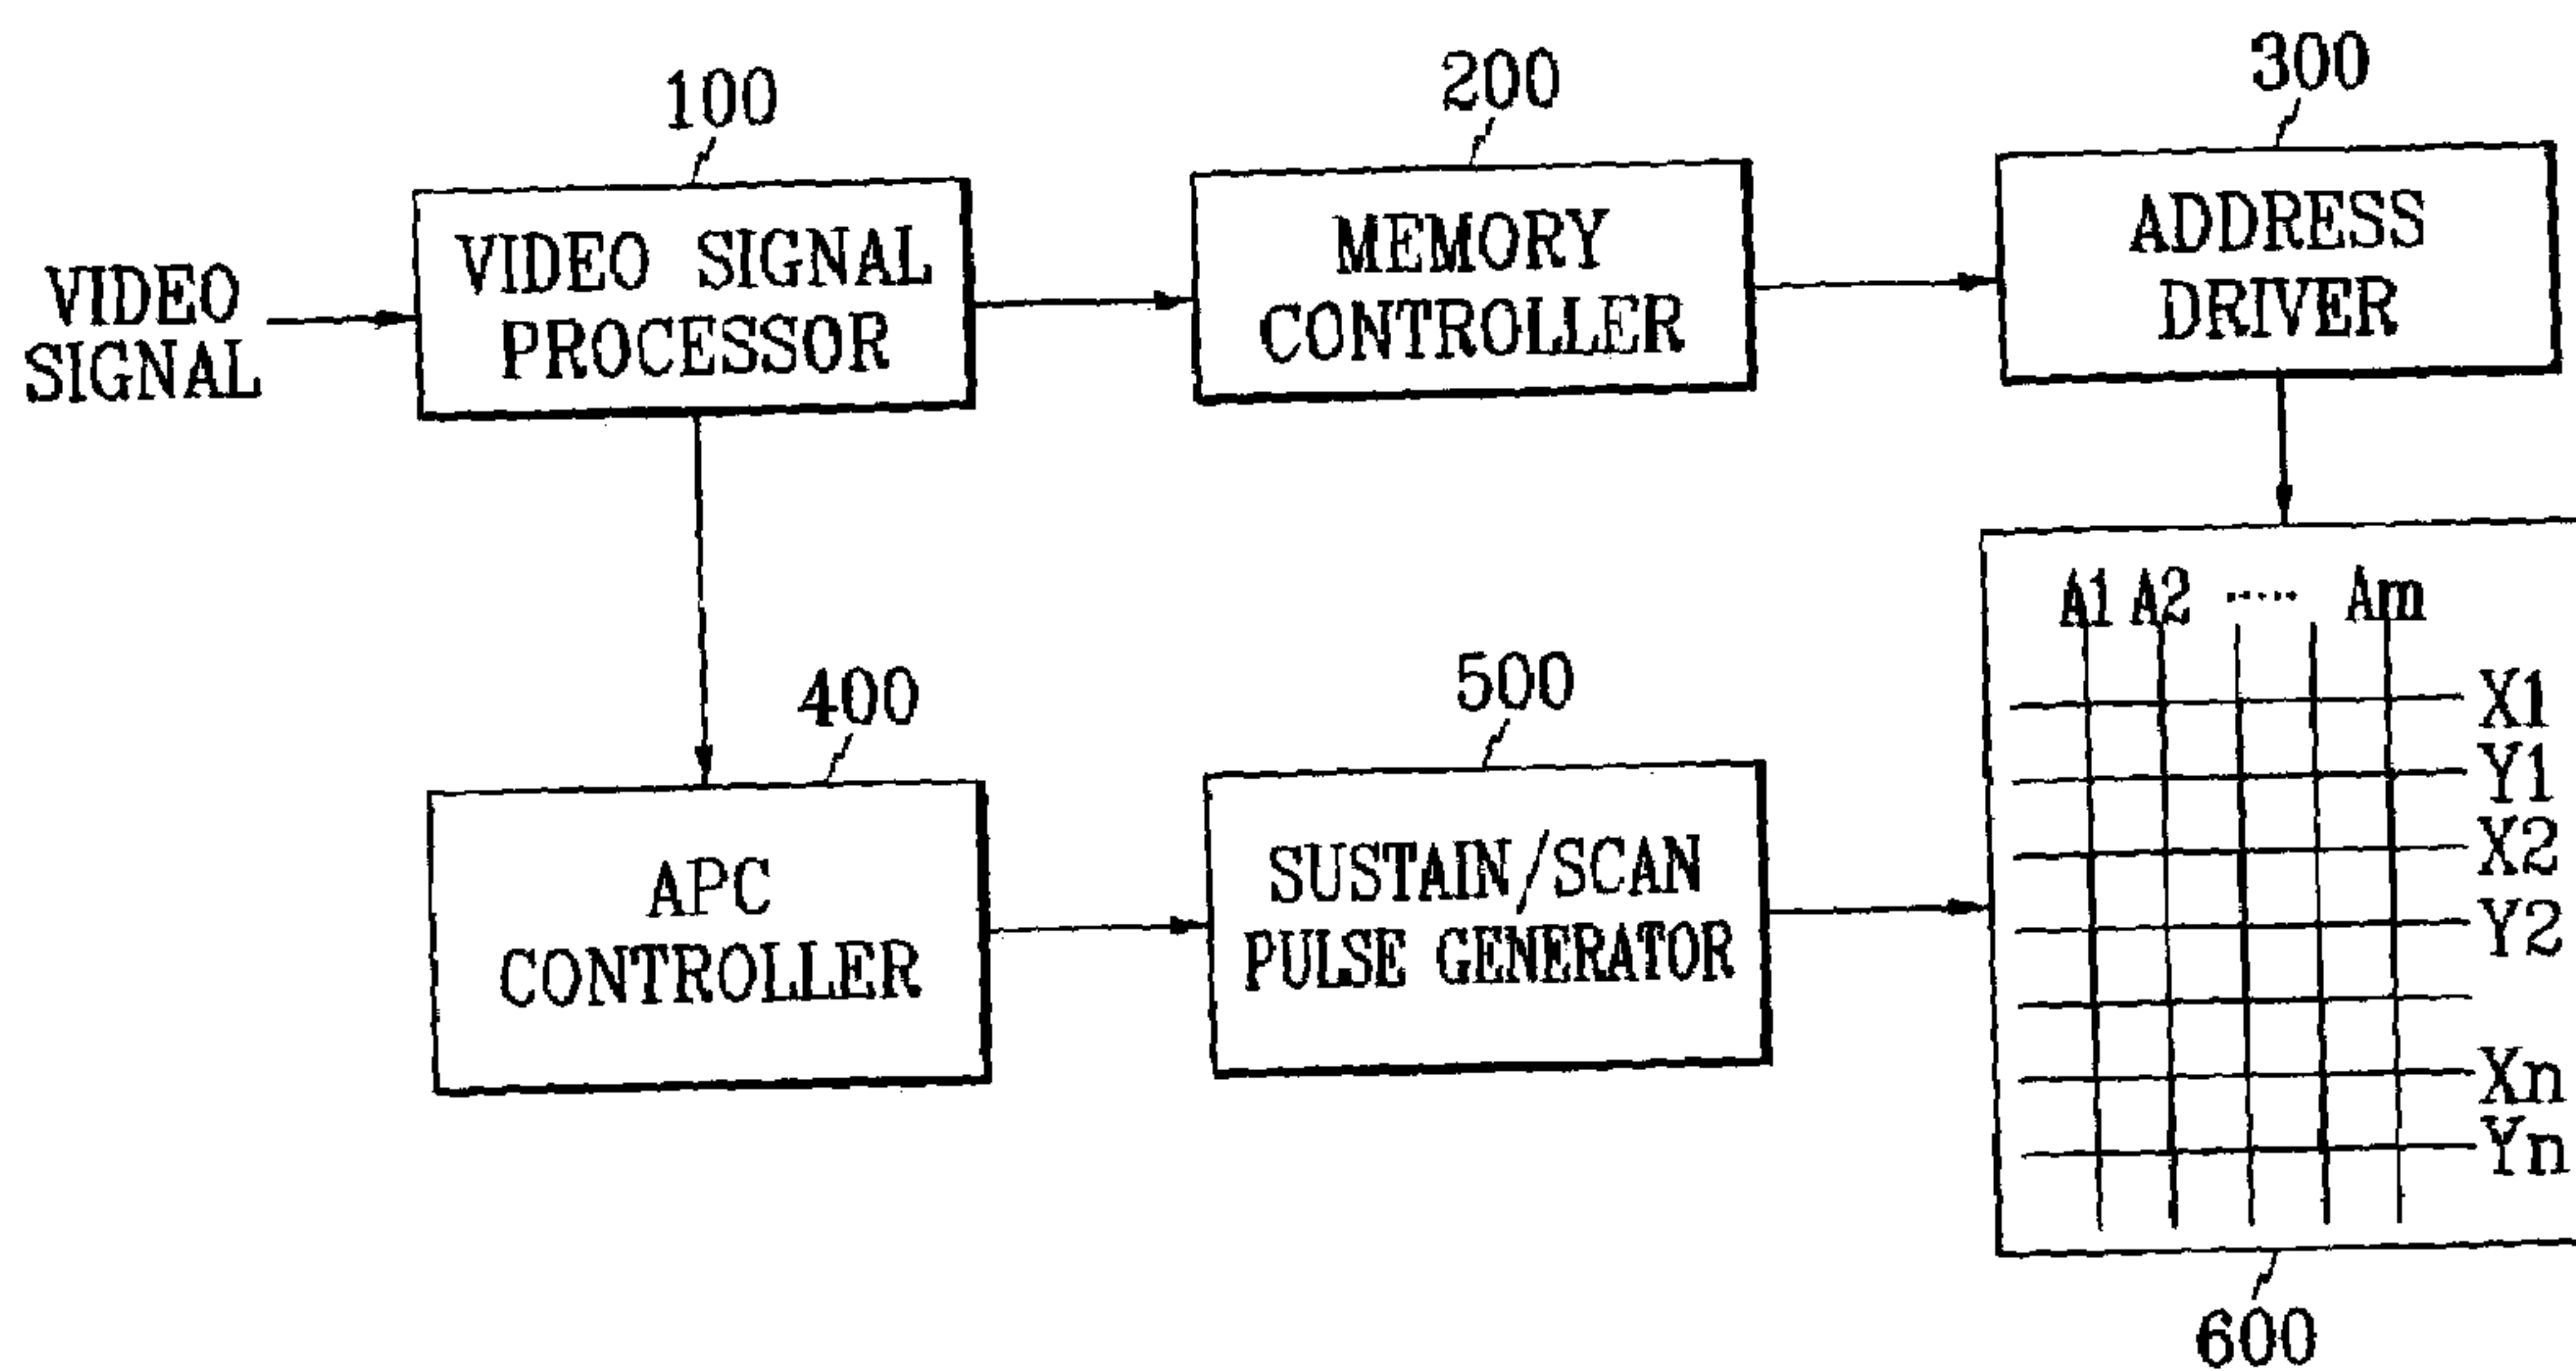 100
200
300
VIDEO SIGNAL
PROCESSOR
MEMORY
CONTROLLER
ADDRESS
DRIVER
VIDEO
SIGNAL
A1 A2 ····· Am
X1
Y1
X2
Y2
Xn
Yn
400
500
APC
CONTROLLER
SUSTAIN/SCAN
PULSE GENERATOR
600